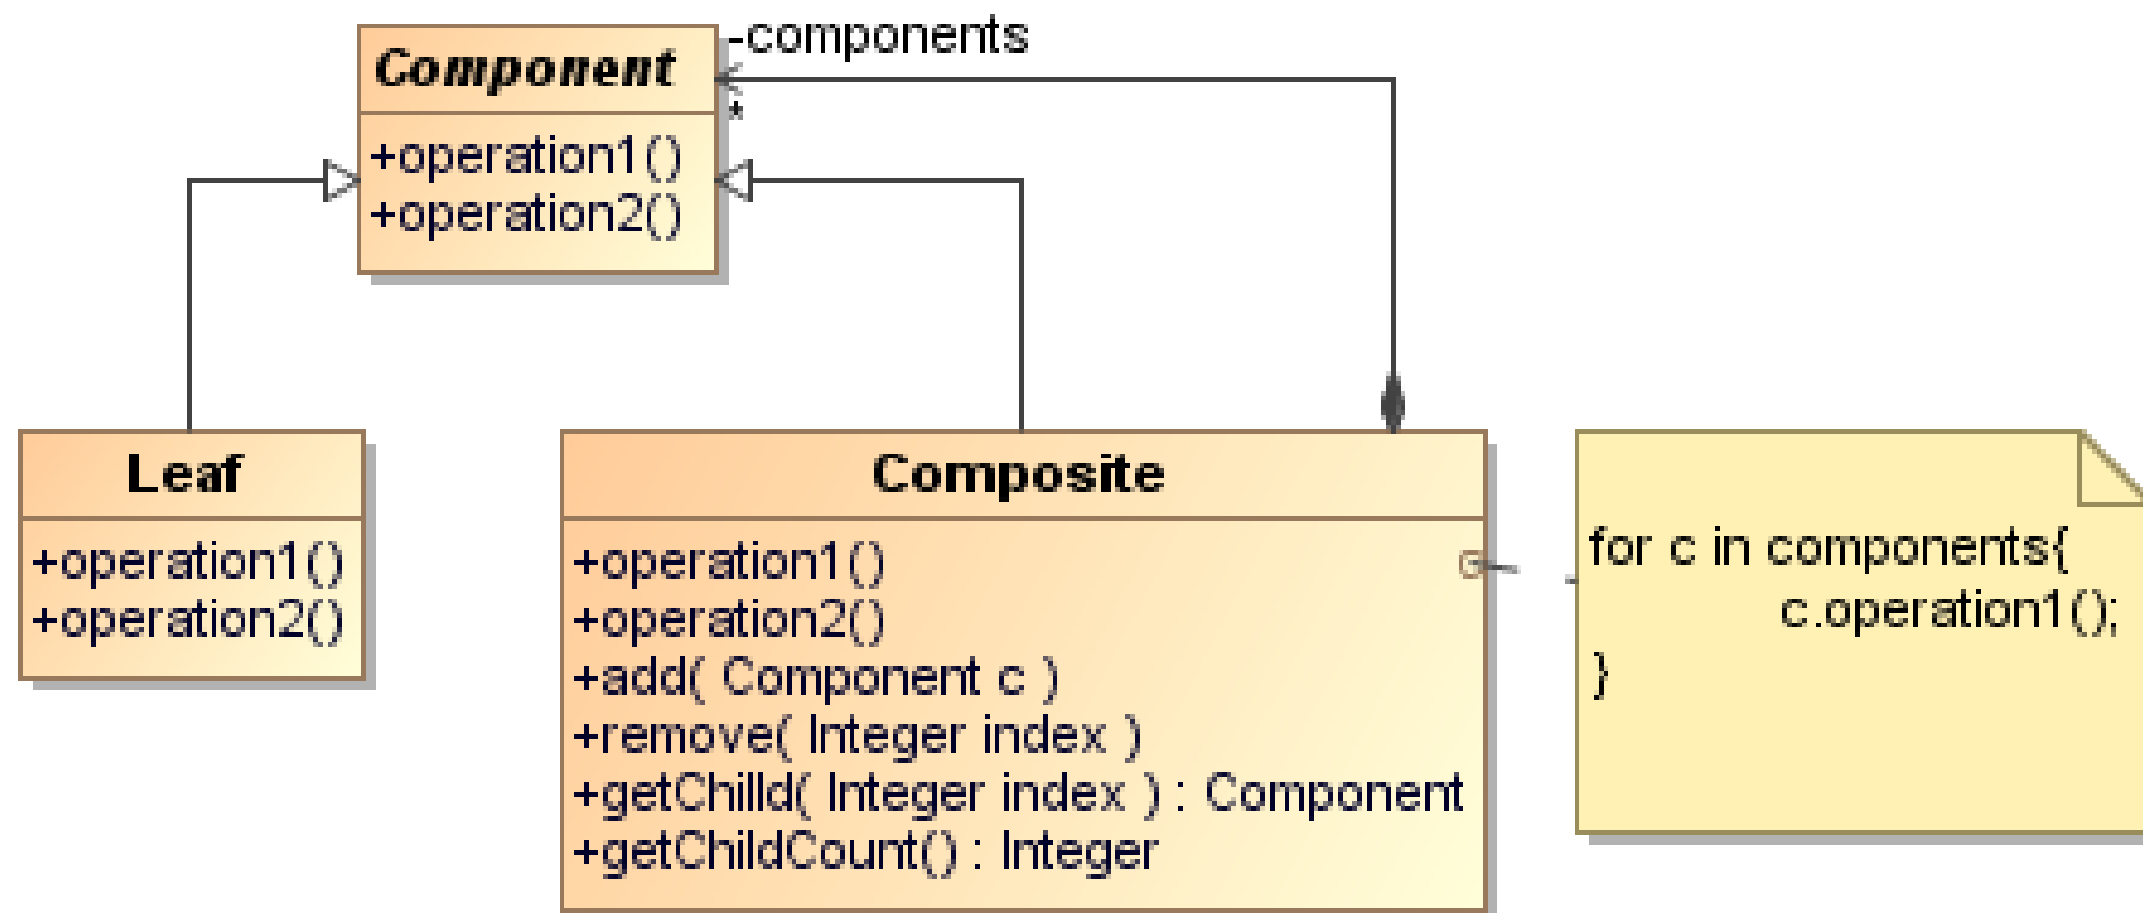 -components
Component
*
+operation1()
+operation2()
Leaf
+operation1()
+operation2()
Composite
+operation1()
+operation2()
+add( Component c )
+remove( Integer index )
+getChilld( Integer index ) : Component
+getChildCount() : Integer
for c in components{
c.operation1();
}